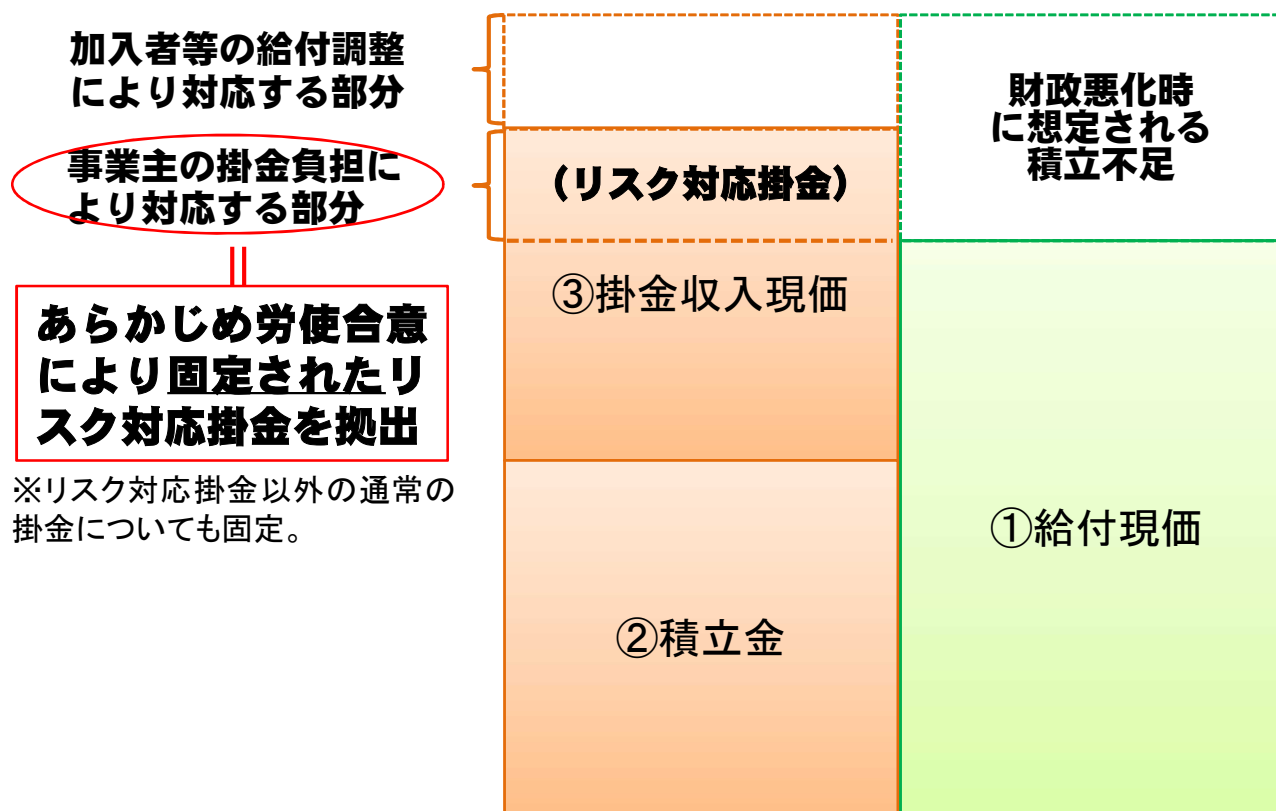 加入者等の給付調整
により対応する部分
事業主の掛金負担に
より対応する部分
あらかじめ労使合意
により固定されたリ
スク対応掛金を拠出
※リスク対応掛金以外の通常の
掛金についても固定。
（リスク対応掛金）
③掛金収入現価
②積立金
財政悪化時
に想定される
積立不足
①給付現価